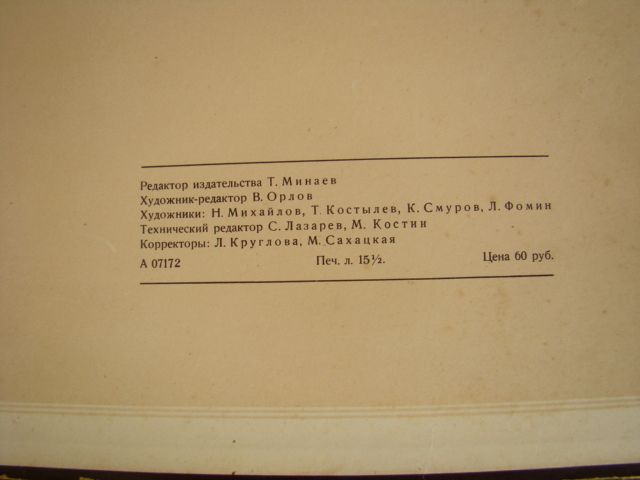 Редактор издательства Т. Минаев
Художник-редактор В. Орлов
Художники: Н. Михайлов, Т. Костылев, К. Смуров, Л. Фомин
Технический редактор С. Лазарев, М. Костин
Корректоры: Л. Круглова, М. Сахацкая
А 07172 Печ. л. 15½. Цена 60 руб.